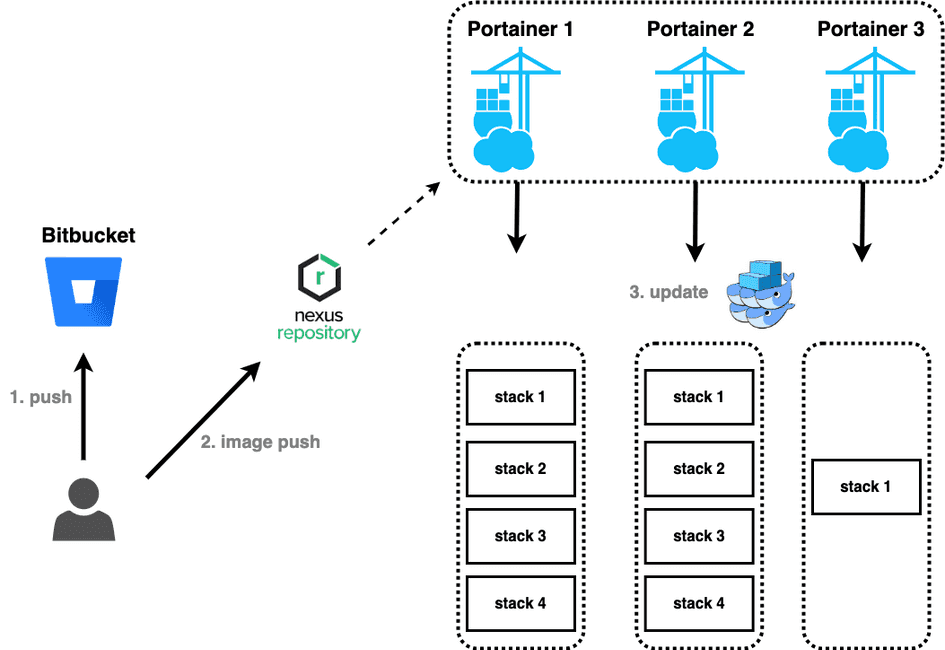 Portainer 1
Portainer 2
Portainer 3
Bitbucket
r
nexus
repository
3. update
1. push
2. image push
stack 1
stack 2
stack 3
stack 4
stack 1
stack 2
stack 3
stack 4
stack 1